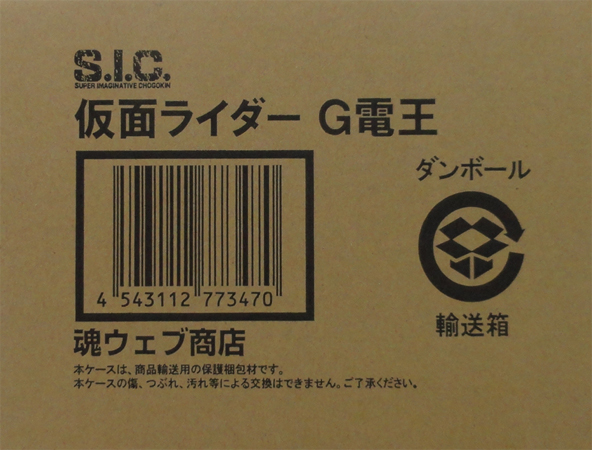 S.I.C.
SUPER IMAGINATIVE CHOGOKIN
仮面ライダー G電王
4 543112 773470
ダンボール
輸送箱
魂ウェブ商店
本ケースは、商品輸送用の保護梱包材です。
本ケースの傷、つぶれ、汚れ等による交換はできません。ご了承ください。